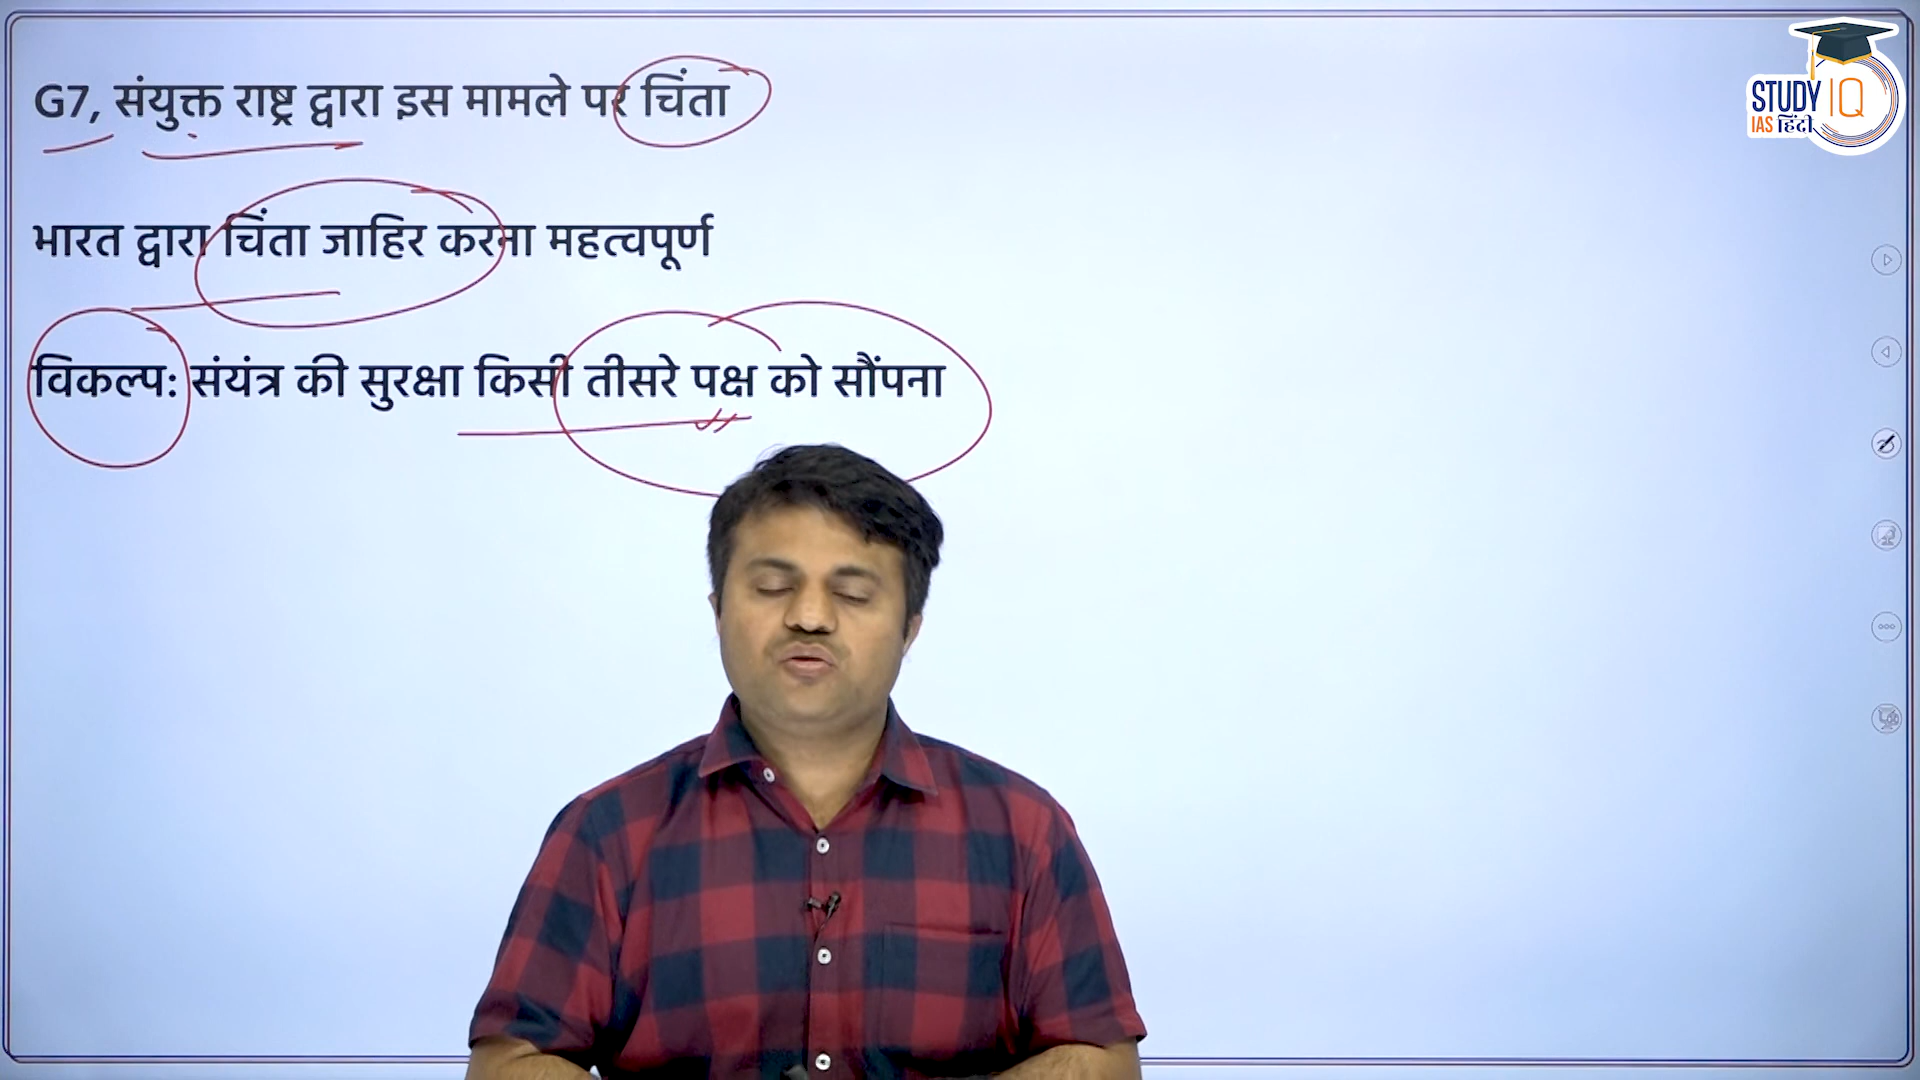 G7, संयुक्त राष्ट्र द्वारा इस मामले पर चिंता
भारत द्वारा चिंता जाहिर करना महत्वपूर्ण
विकल्प: संयंत्र की सुरक्षा किसी तीसरे पक्ष को सौंपना
STUDY IQ
IAS हिंदी